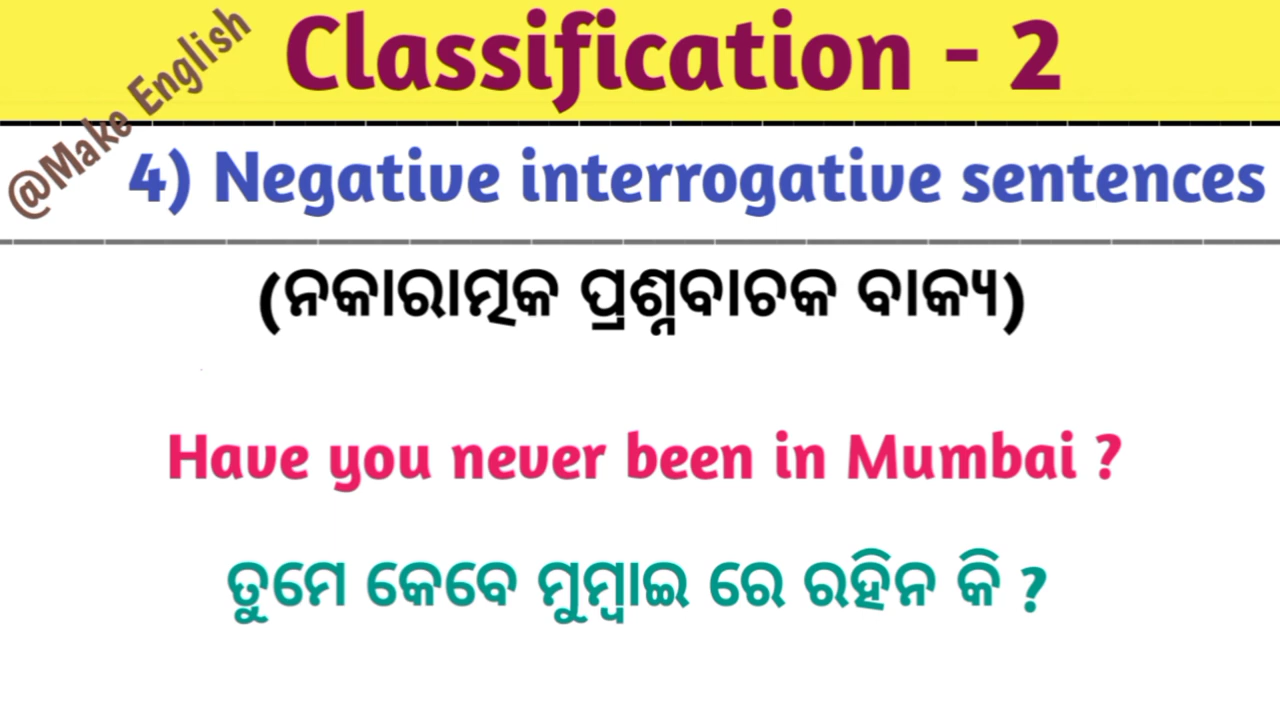 Classification - 2
@Make English
4) Negative interrogative sentences
(ନକାରାତ୍ମକ ପ୍ରଶ୍ନବାଚକ ବାକ୍ୟ)
Have you never been in Mumbai ?
ତୁମେ କେବେ ମୁମ୍ବାଇ ରେ ରହିନ କି ?